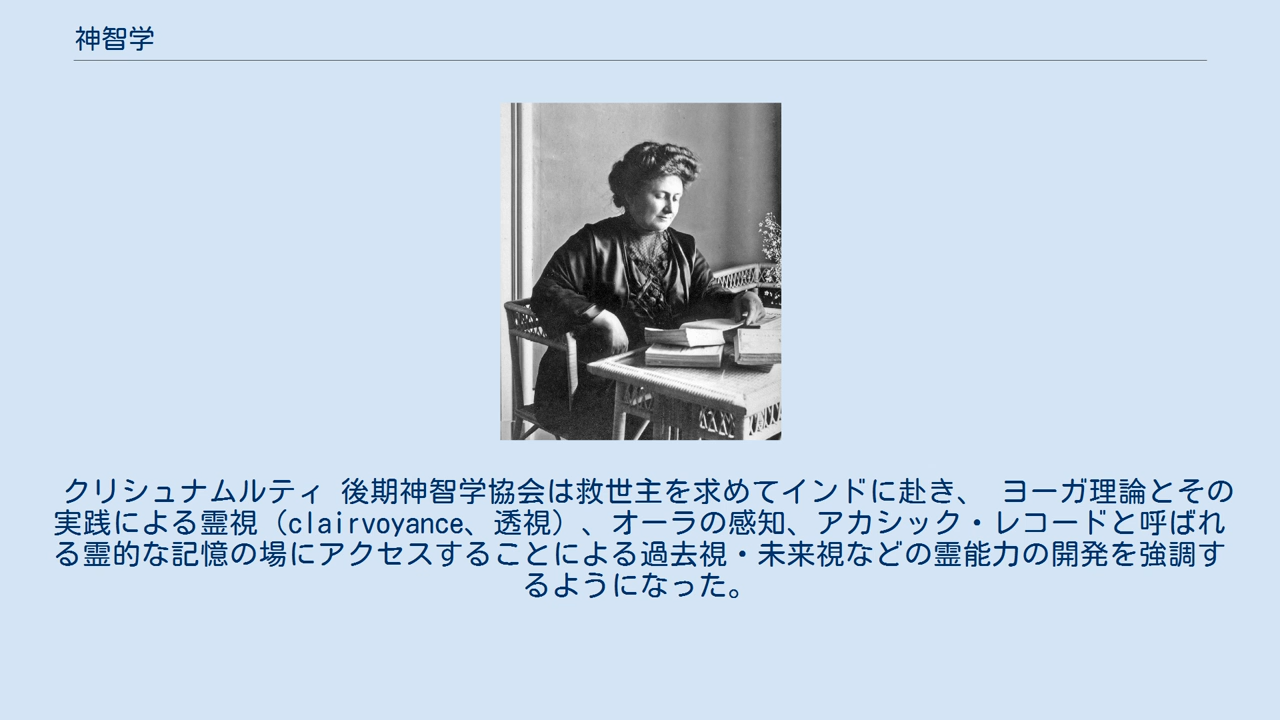 神智学
クリシュナムルティ 後期神智学協会は救世主を求めてインドに赴き、 ヨーガ理論とその
実践による霊視（clairvoyance、透視）、オーラの感知、アカシック・レコードと呼ばれ
る霊的な記憶の場にアクセスすることによる過去視・未来視などの霊能力の開発を強調す
るようになった。